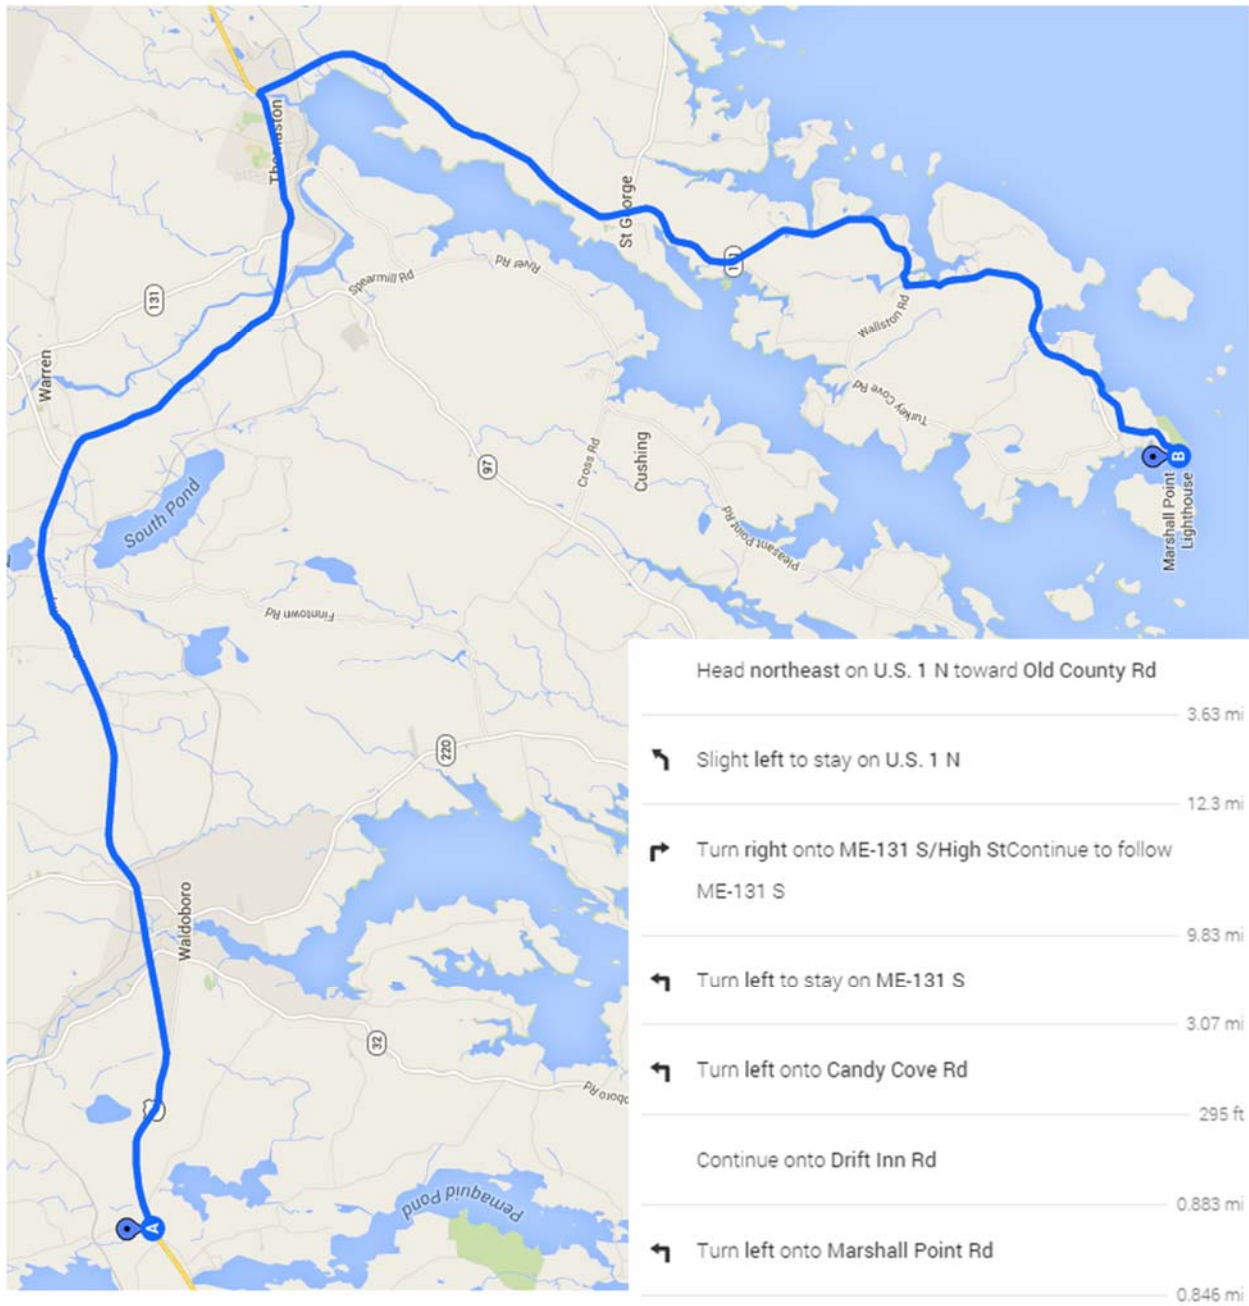 Thomaston
St George
131
Spearmill Rd
River Rd
131
Warren
Wallston Rd
Turkey Cove Rd
97
Cross Rd
Cushing
South Pond
Pleasant Point Rd
B
Marshall Point
Lighthouse
Finntown Rd
220
Waldoboro
32
oboro Rd
Pemaquid Pond
A
Head northeast on U.S. 1 N toward Old County Rd
3.63 mi
Slight left to stay on U.S. 1 N
12.3 mi
Turn right onto ME-131 S/High StContinue to follow
ME-131 S
9.83 mi
Turn left to stay on ME-131 S
3.07 mi
Turn left onto Candy Cove Rd
295 ft
Continue onto Drift Inn Rd
0.883 mi
Turn left onto Marshall Point Rd
0.846 mi